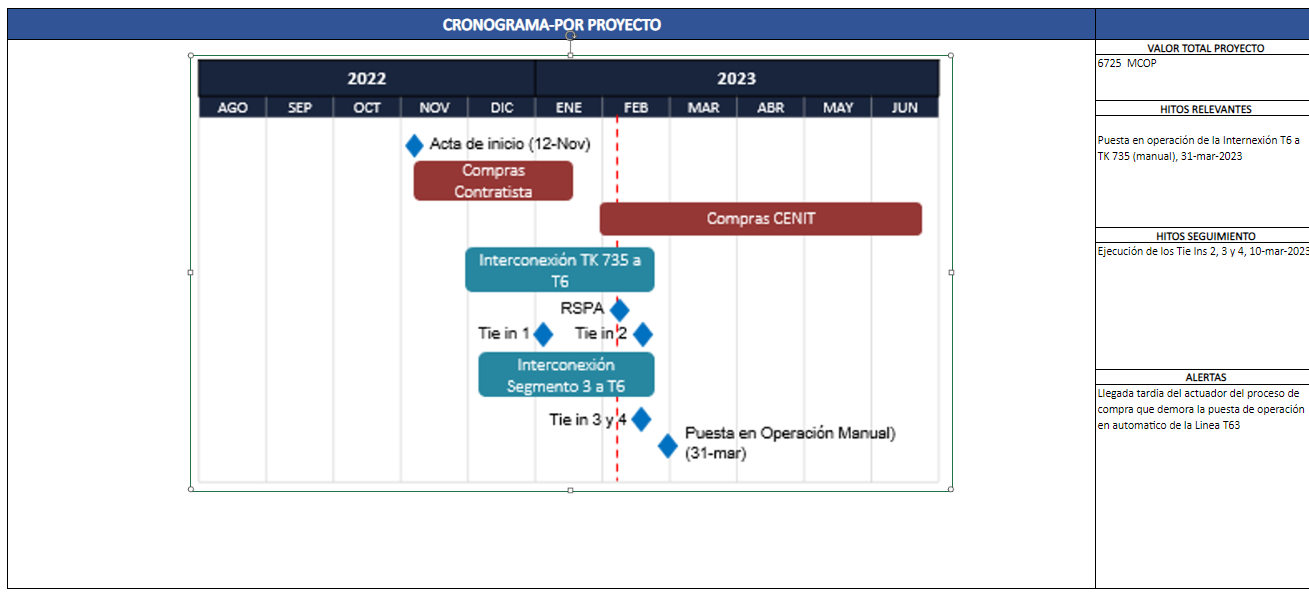 CRONOGRAMA-POR PROYECTO
2022
2023
AGO SEP OCT NOV DIC ENE FEB MAR ABR MAY JUN
Acta de inicio (12-Nov)
Compras
Contratista
Compras CENIT
Interconexión TK 735 a
T6
RSPA
Tie in 1
Tie in 2
Interconexión
Segmento 3 a T6
Tie in 3 y 4
Puesta en Operación Manual)
(31-mar)
VALOR TOTAL PROYECTO
6725 MCOP
HITOS RELEVANTES
Puesta en operación de la Internexión T6 a
TK 735 (manual), 31-mar-2023
HITOS SEGUIMIENTO
Ejecución de los Tie Ins 2, 3 y 4, 10-mar-2023
ALERTAS
Llegada tardia del actuador del proceso de
compra que demora la puesta de operación
en automatico de la Linea T63